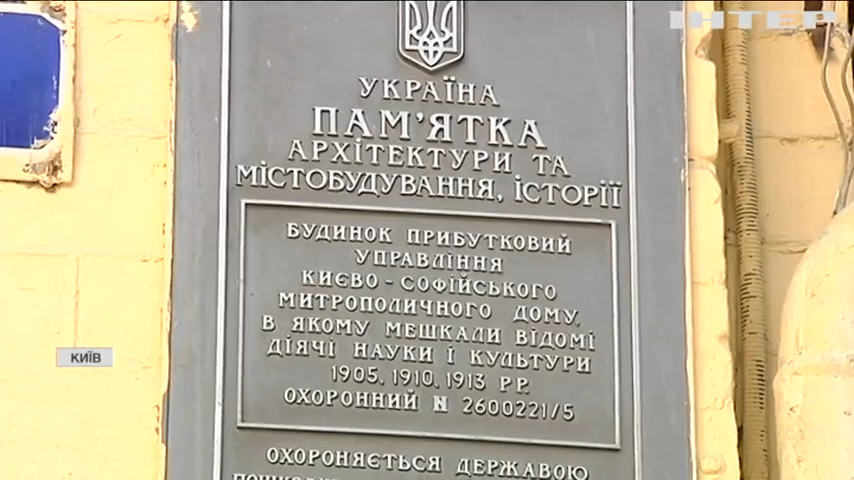 ІНТЕР
УКРАЇНА
ПАМ'ЯТКА
АРХІТЕКТУРИ ТА
МІСТОБУДУВАННЯ, ІСТОРІЇ
БУДИНОК ПРИБУТКОВИЙ
УПРАВЛІННЯ
КИЄВО - СОФІЙСЬКОГО
МИТРОПОЛИЧНОГО ДОМУ,
В ЯКОМУ МЕШКАЛИ ВІДОМІ
ДІЯЧІ НАУКИ І КУЛЬТУРИ
1905, 1910, 1913 Р Р.
ОХОРОННИЙ N 2600221/5
ОХОРОНЯЄТЬСЯ ДЕРЖАВОЮ
КИЇВ